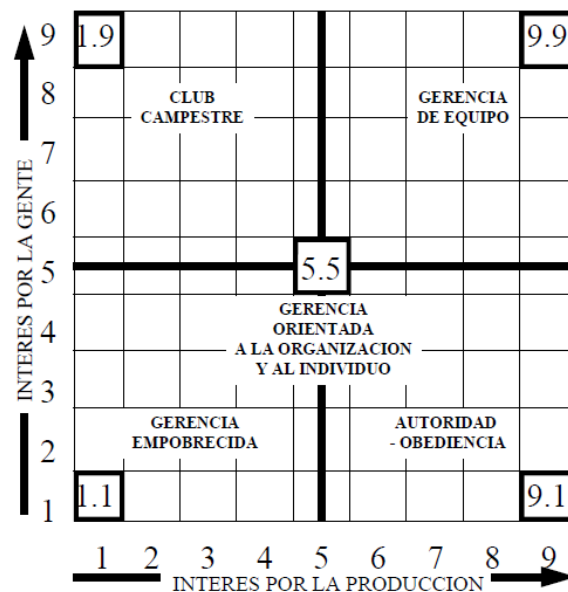 9
1.9
9.9
8
CLUB
CAMPESTRE
GERENCIA
DE EQUIPO
7
6
5
5.5
GERENCIA
ORIENTADA
A LA ORGANIZACION
Y AL INDIVIDUO
4
3
GERENCIA
EMPOBRECIDA
AUTORIDAD
- OBEDIENCIA
2
1
1.1
9.1
INTERES POR LA GENTE
1 2 3 4 5 6 7 8 9
INTERES POR LA PRODUCCION